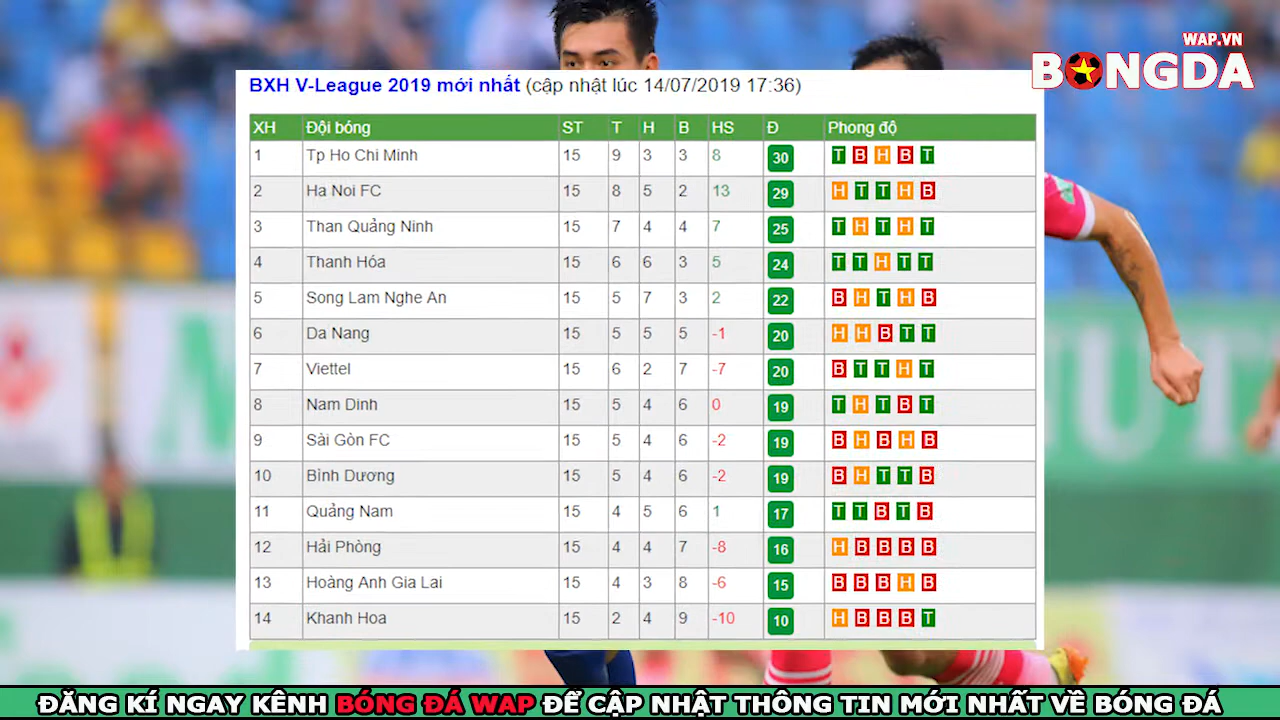 WAP.VN
BONGDA
BXH V-League 2019 mới nhất (cập nhật lúc 14/07/2019 17:36)
XH Đội bóng ST T H B HS Đ Phong độ
1 Tp Ho Chi Minh 15 9 3 3 8 30 T B H B T
2 Ha Noi FC 15 8 5 2 13 29 H T T H B
3 Than Quảng Ninh 15 7 4 4 7 25 T H T H T
4 Thanh Hóa 15 6 6 3 5 24 T T H T T
5 Song Lam Nghe An 15 5 7 3 2 22 B H T H B
6 Da Nang 15 5 5 5 -1 20 H H B T T
7 Viettel 15 6 2 7 -7 20 B T T H T
8 Nam Dinh 15 5 4 6 0 19 T H T B T
9 Sài Gòn FC 15 5 4 6 -2 19 B H B H B
10 Bình Dương 15 5 4 6 -2 19 B H T T B
11 Quảng Nam 15 4 5 6 1 17 T T B T B
12 Hải Phòng 15 4 4 7 -8 16 H B B B B
13 Hoàng Anh Gia Lai 15 4 3 8 -6 15 B B B H B
14 Khanh Hoa 15 2 4 9 -10 10 H B B B T
ĐĂNG KÍ NGAY KÊNH BÓNG ĐÁ WAP ĐỂ CẬP NHẬT THÔNG TIN MỚI NHẤT VỀ BÓNG ĐÁ